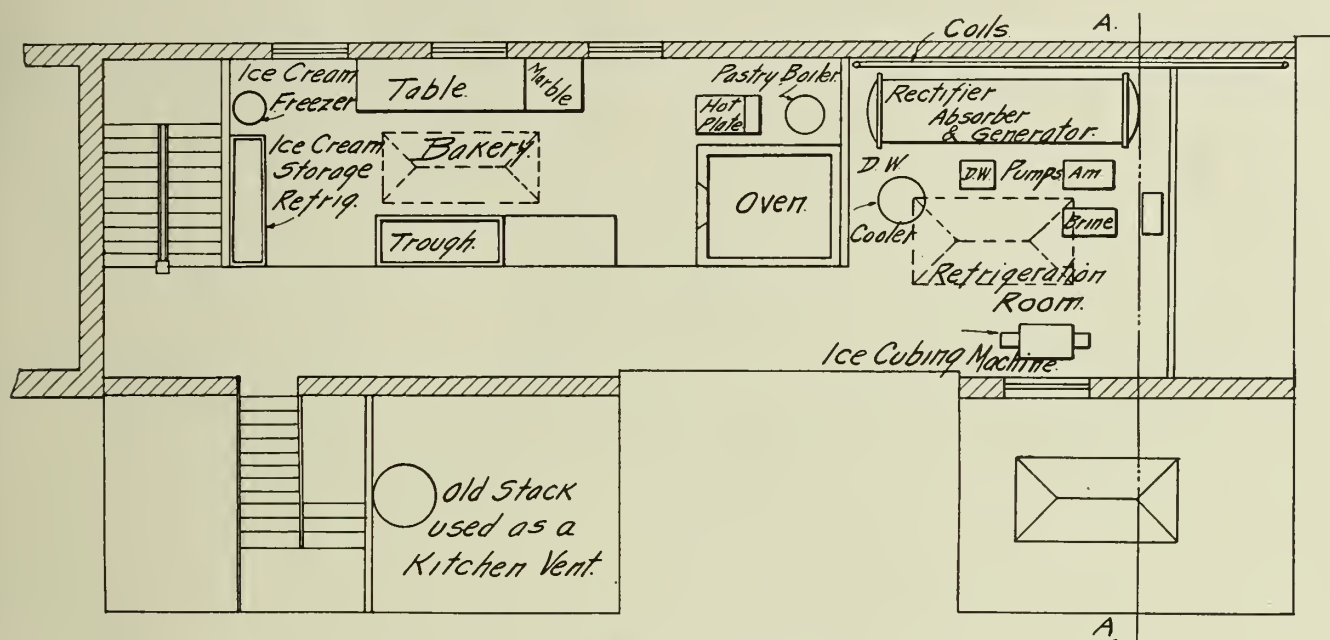 Coils.
A.
Ice Cream
Freezer
Table.
Marble
Pastry Boiler.
Hot
Plate
Rectifier
Absorber
& Generator.
Ice Cream
Storage
Refrig.
Bakery.
Oven.
D.W.
Cooler
D.W. Pumps Am.
Brine
Trough.
Refrigeration
Room.
Ice Cubing Machine.
Old Stack
used as a
Kitchen Vent.
A.